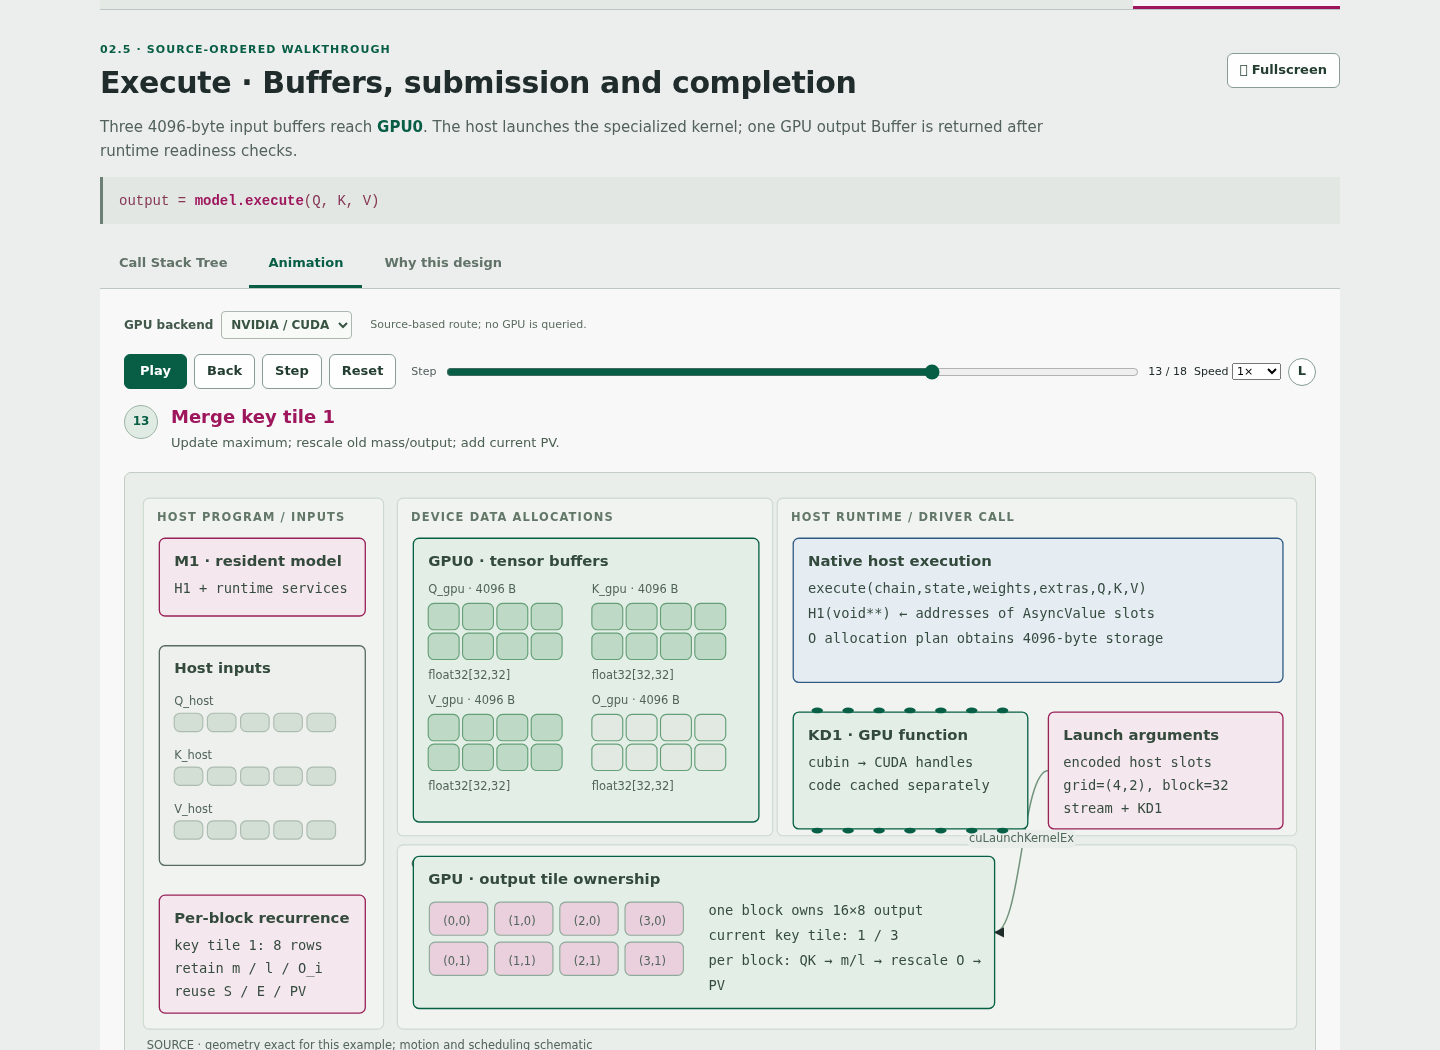 02.5 · SOURCE-ORDERED WALKTHROUGH
Execute · Buffers, submission and completion
Fullscreen
Three 4096-byte input buffers reach GPU0. The host launches the specialized kernel; one GPU output Buffer is returned after
runtime readiness checks.
output = model.execute(Q, K, V)
Call Stack Tree
Animation
Why this design
GPU backend
NVIDIA / CUDA
Source-based route; no GPU is queried.
Play
Back
Step
Reset
Step
13 / 18
Speed
1×
L
13
Merge key tile 1
Update maximum; rescale old mass/output; add current PV.
HOST PROGRAM / INPUTS
M1 · resident model
H1 + runtime services
Host inputs
Q_host
K_host
V_host
Per-block recurrence
key tile 1: 8 rows
retain m / l / O_i
reuse S / E / PV
DEVICE DATA ALLOCATIONS
GPU0 · tensor buffers
Q_gpu · 4096 B
K_gpu · 4096 B
float32[32,32]
float32[32,32]
V_gpu · 4096 B
O_gpu · 4096 B
float32[32,32]
float32[32,32]
HOST RUNTIME / DRIVER CALL
Native host execution
execute(chain,state,weights,extras,Q,K,V)
H1(void**) ← addresses of AsyncValue slots
O allocation plan obtains 4096-byte storage
KD1 · GPU function
cubin → CUDA handles
code cached separately
Launch arguments
encoded host slots
grid=(4,2), block=32
stream + KD1
cuLaunchKernelEx
GPU · output tile ownership
(0,0)
(1,0)
(2,0)
(3,0)
(0,1)
(1,1)
(2,1)
(3,1)
one block owns 16×8 output
current key tile: 1 / 3
per block: QK → m/l → rescale O →
PV
SOURCE · geometry exact for this example; motion and scheduling schematic